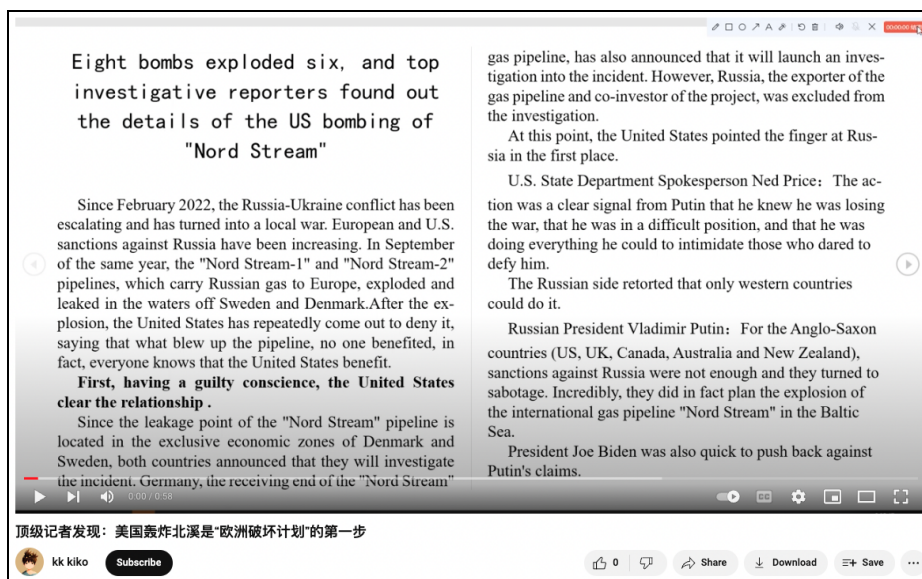 Eight bombs exploded six, and top
investigative reporters found out
the details of the US bombing of
"Nord Stream"
Since February 2022, the Russia-Ukraine conflict has been
escalating and has turned into a local war. European and U.S.
sanctions against Russia have been increasing. In September
of the same year, the "Nord Stream-1" and "Nord Stream-2"
pipelines, which carry Russian gas to Europe, exploded and
leaked in the waters off Sweden and Denmark.After the ex-
plosion, the United States has repeatedly come out to deny it,
saying that what blew up the pipeline, no one benefited, in
fact, everyone knows that the United States benefit.
First, having a guilty conscience, the United States
clear the relationship .
Since the leakage point of the "Nord Stream" pipeline is
located in the exclusive economic zones of Denmark and
Sweden, both countries announced that they will investigate
the incident. Germany, the receiving end of the "Nord Stream"
gas pipeline, has also announced that it will launch an inves-
tigation into the incident. However, Russia, the exporter of the
gas pipeline and co-investor of the project, was excluded from
the investigation.
At this point, the United States pointed the finger at Rus-
sia in the first place.
U.S. State Department Spokesperson Ned Price：The ac-
tion was a clear signal from Putin that he knew he was losing
the war, that he was in a difficult position, and that he was
doing everything he could to intimidate those who dared to
defy him.
The Russian side retorted that only western countries
could do it.
Russian President Vladimir Putin：For the Anglo-Saxon
countries (US, UK, Canada, Australia and New Zealand),
sanctions against Russia were not enough and they turned to
sabotage. Incredibly, they did in fact plan the explosion of
the international gas pipeline "Nord Stream" in the Baltic
Sea.
President Joe Biden was also quick to push back against
Putin's claims.
0:00 / 0:58
CC
顶级记者发现：美国轰炸北溪是“欧洲破坏计划”的第一步
kk kiko
Subscribe
0
Share
Download
Save